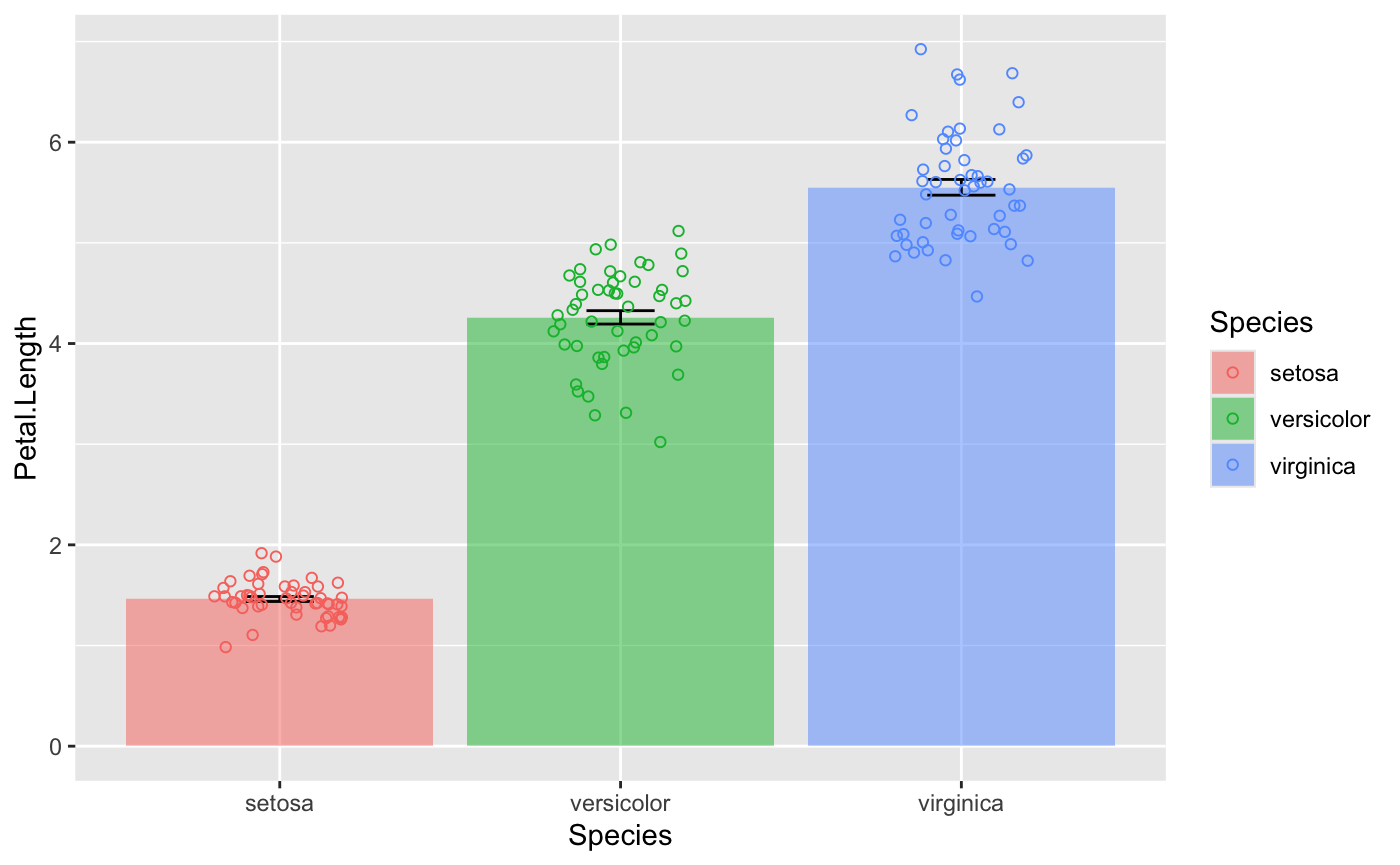 Petal.Length
6
4
2
0
setosa
versicolor
virginica
Species
Species
setosa
versicolor
virginica